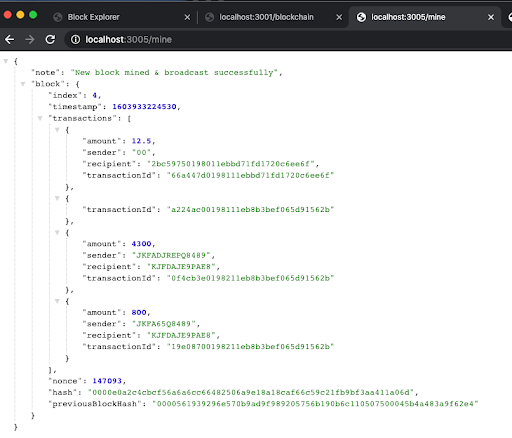 Block Explorer
localhost:3001/blockchain
localhost:3005/mine
localhost:3005/mine
{
"note": "New block mined & broadcast successfully",
"block": {
"index": 4,
"timestamp": 1603933224530,
"transactions": [
{
"amount": 12.5,
"sender": "00",
"recipient": "2bc59750198011ebbd71fd1720c6ee6f",
"transactionId": "66a447d0198111ebbd71fd1720c6ee6f"
},
{
"transactionId": "a224ac00198111eb8b3bef065d91562b"
},
{
"amount": 4300,
"sender": "JKFADJREPQ8489",
"recipient": "KJFDAJE9PAE8",
"transactionId": "0f4cb3e0198211eb8b3bef065d91562b"
},
{
"amount": 800,
"sender": "JKFA65Q8489",
"recipient": "KJFDAJE9PAE8",
"transactionId": "19e08700198211eb8b3bef065d91562b"
}
],
"nonce": 147093,
"hash": "0000e0a2c4cbcf56a6a6cc66482506a9e18a18caf66c59c21fb9bf3aa411a06d",
"previousBlockHash": "0000561939296e570b9ad9f989205756b190b6c110507500045b4a483a9f62e4"
}
}